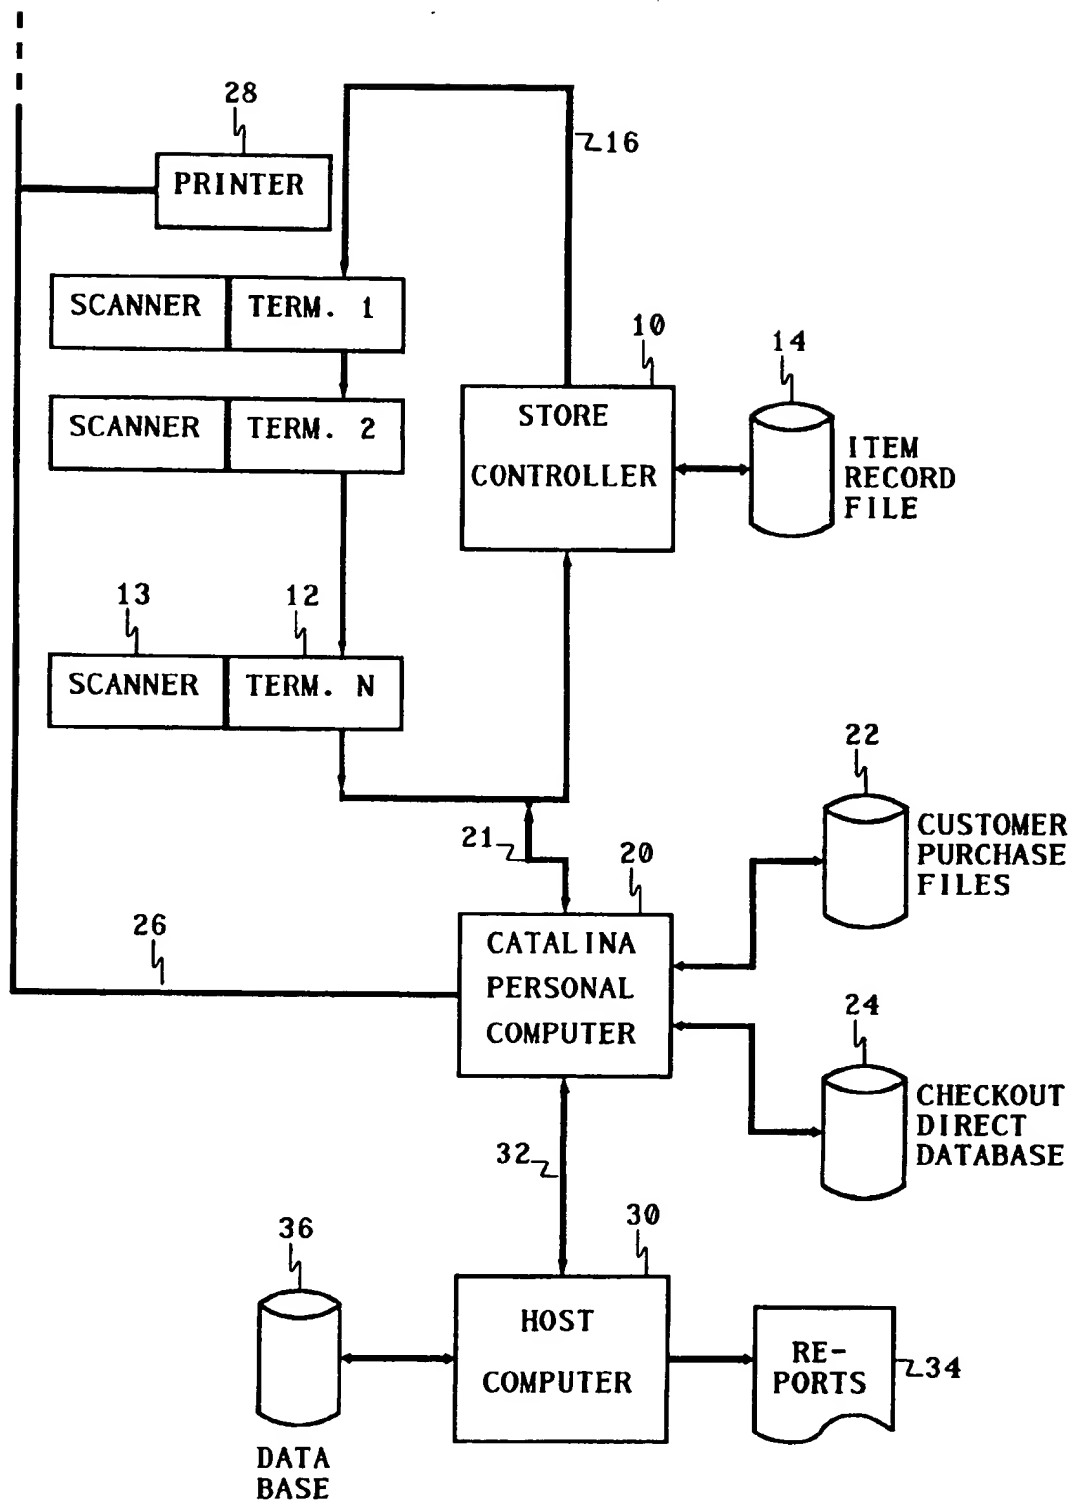 28
PRINTER
16
SCANNER TERM. 1
10
14
SCANNER TERM. 2
STORE
CONTROLLER
ITEM
RECORD
FILE
13
12
SCANNER TERM. N
22
CUSTOMER
PURCHASE
FILES
21
20
26
CATALINA
PERSONAL
COMPUTER
24
CHECKOUT
DIRECT
DATABASE
32
30
36
HOST
COMPUTER
RE-
PORTS
34
DATA
BASE